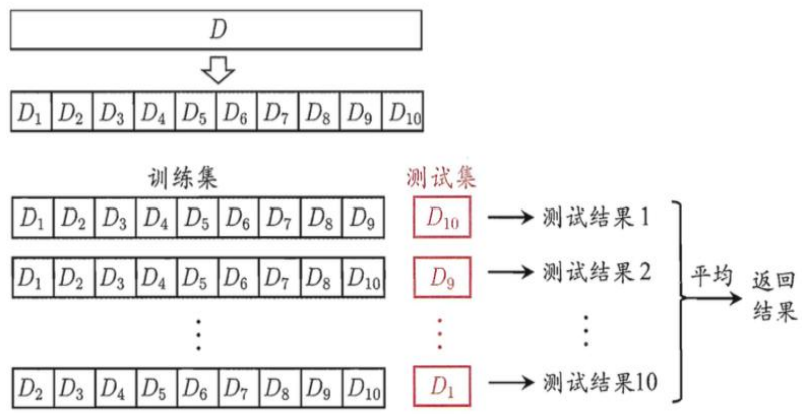 D
D₁ D₂ D₃ D₄ D₅ D₆ D₇ D₈ D₉ D₁₀
训练集 测试集
D₁ D₂ D₃ D₄ D₅ D₆ D₇ D₈ D₉ D₁₀ 测试结果1
D₁ D₂ D₃ D₄ D₅ D₆ D₇ D₈ D₁₀ D₉ 测试结果2
平均 返回
结果
D₂ D₃ D₄ D₅ D₆ D₇ D₈ D₉ D₁₀ D₁ 测试结果10